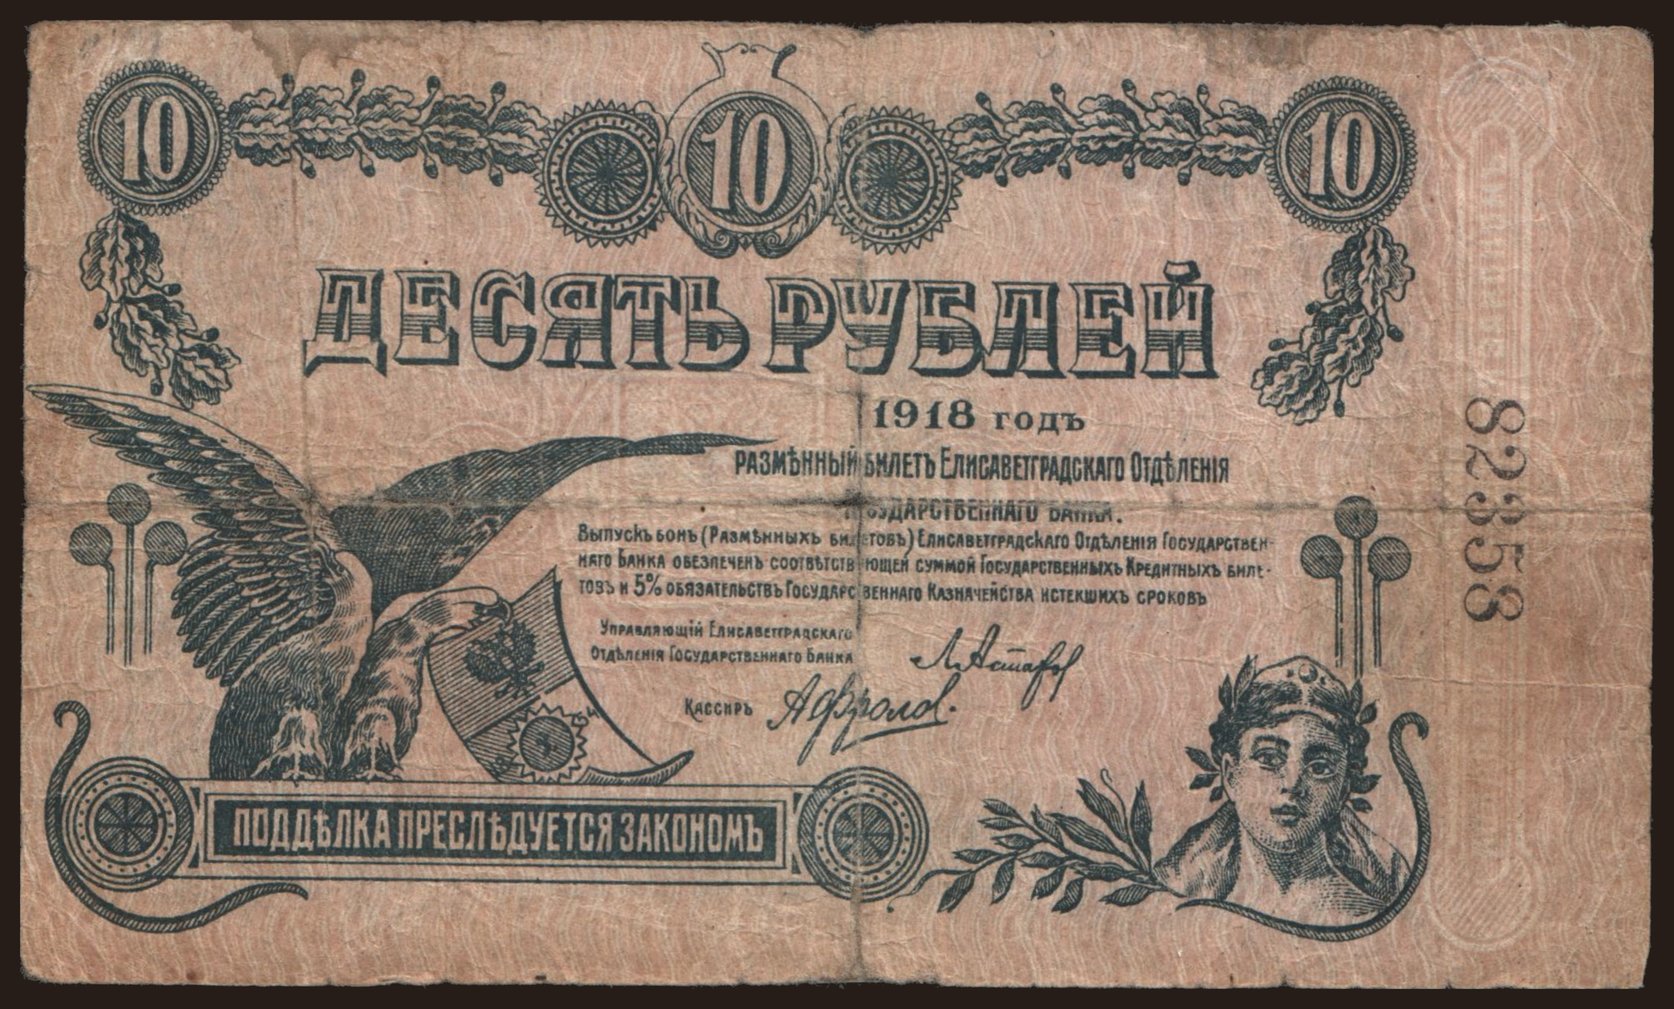 10 10 10
ДЕСЯТЬ РУБЛЕЙ
1918 годъ
РАЗМѢННЫЙ БИЛЕТЪ ЕЛИСАВЕТГРАДСКАГО ОТДѢЛЕНІЯ
ГОСУДАРСТВЕННАГО БАНКА.
ВЫПУСКЪ БОНЪ (РАЗМѢННЫХЪ БИЛЕТОВЪ) ЕЛИСАВЕТГРАДСКАГО ОТДѢЛЕНІЯ ГОСУДАРСТВЕН-
НАГО БАНКА ОБЕЗПЕЧЕНЪ СООТВѢТСТВУЮЩЕЙ СУММОЙ ГОСУДАРСТВЕННЫХЪ КРЕДИТНЫХЪ БИЛЕ-
ТОВЪ И 5% ОБЯЗАТЕЛЬСТВЪ ГОСУДАРСТВЕННАГО КАЗНАЧЕЙСТВА ИСТЕКШИХЪ СРОКОВЪ
УПРАВЛЯЮЩІЙ ЕЛИСАВЕТГРАДСКАГО
ОТДѢЛЕНІЯ ГОСУДАРСТВЕННАГО БАНКА
КАССИРЪ
ПОДДѢЛКА ПРЕСЛѢДУЕТСЯ ЗАКОНОМЪ
82358